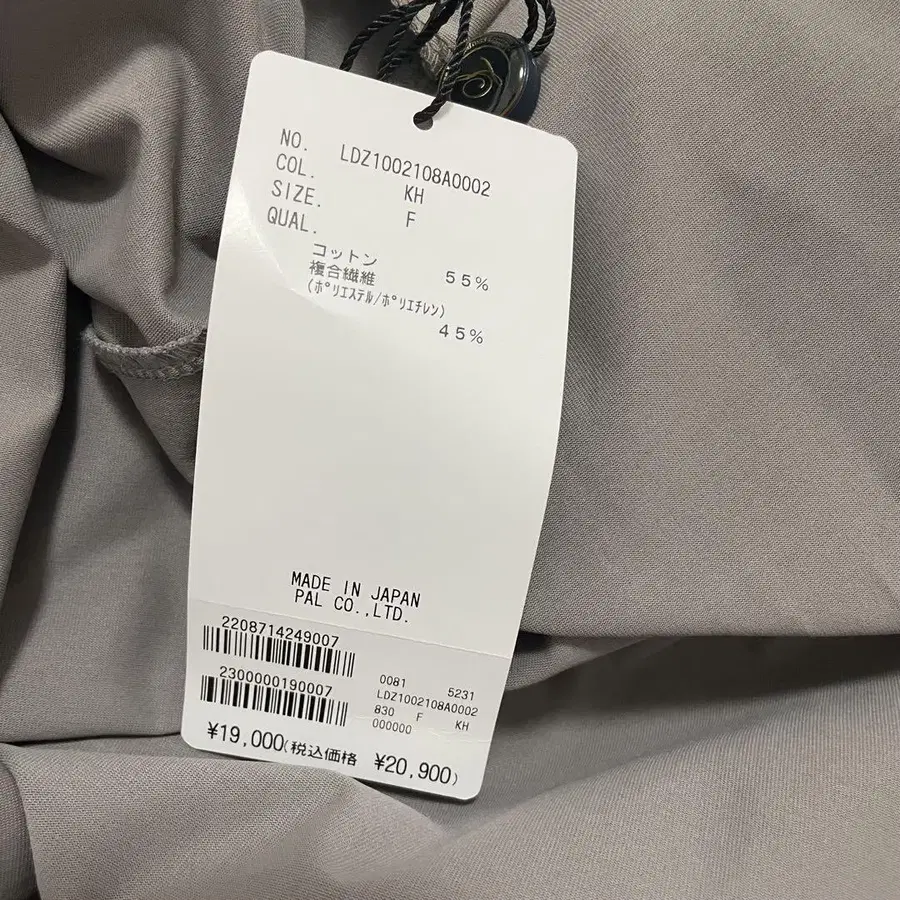 NO. LDZ1002108A0002
COL. KH
SIZE. F
QUAL.
コットン 55%
複合繊維
(ﾎﾟﾘｴｽﾃﾙ/ﾎﾟﾘｴﾁﾚﾝ)
45%
MADE IN JAPAN
PAL CO.,LTD.
2208714249007
2300000190007
0081 5231
LDZ1002108A0002
830 F KH
000000
¥19,000(税込価格 ¥20,900)